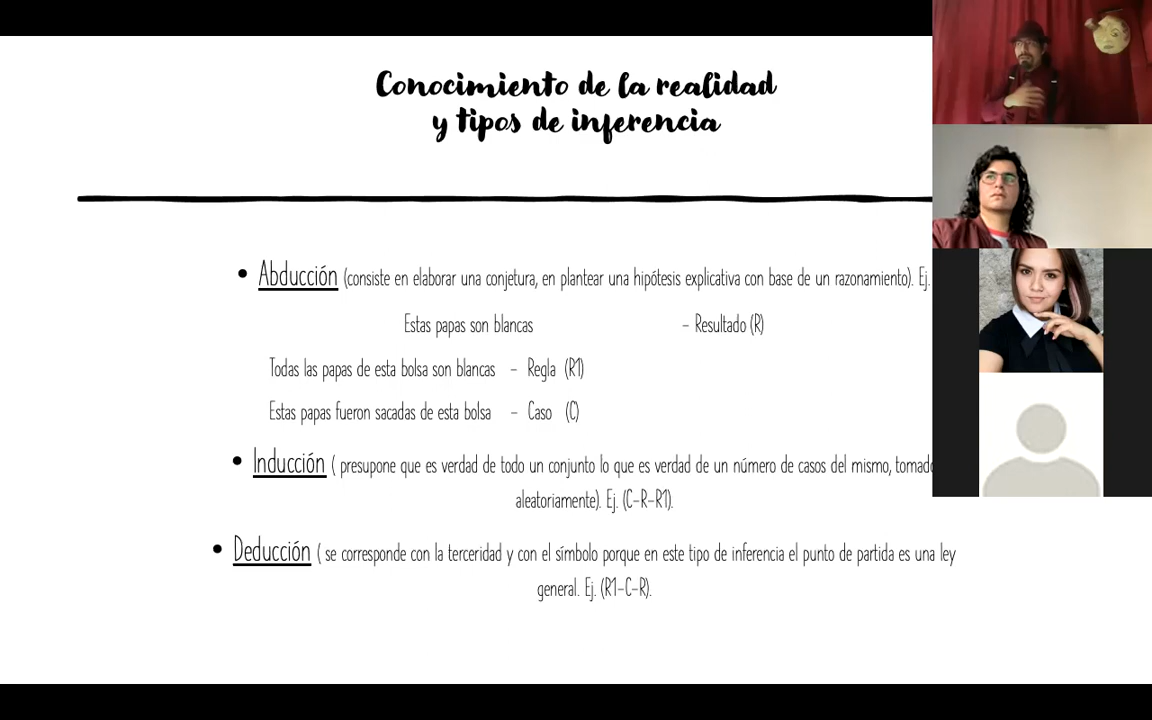 Conocimiento de la realidad
y tipos de inferencia
• Abducción (consiste en elaborar una conjetura, en plantear una hipótesis explicativa con base de un razonamiento). Ej.
Estas papas son blancas – Resultado (R)
Todas las papas de esta bolsa son blancas – Regla (R1)
Estas papas fueron sacadas de esta bolsa – Caso (C)
• Inducción ( presupone que es verdad de todo un conjunto lo que es verdad de un número de casos del mismo,
aleatoriamente). Ej. (C-R-R1).
• Deducción ( se corresponde con la terceridad y con el símbolo porque en este tipo de inferencia el punto de partida es una ley
general. Ej. (R1-C-R).